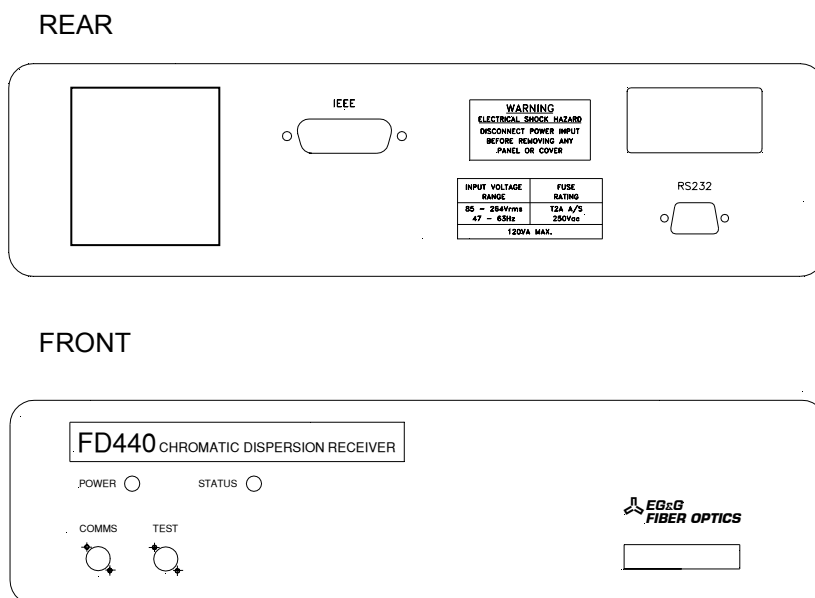 REAR
IEEE
WARNING
ELECTRICAL SHOCK HAZARD
DISCONNECT POWER INPUT
BEFORE REMOVING ANY
PANEL OR COVER
INPUT VOLTAGE RANGE
FUSE RATING
85 - 264Vrms
47 - 63Hz
T2A A/S
250Vac
120VA MAX.
RS232
FRONT
FD440 CHROMATIC DISPERSION RECEIVER
POWER
STATUS
COMMS
TEST
EG&G
FIBER OPTICS